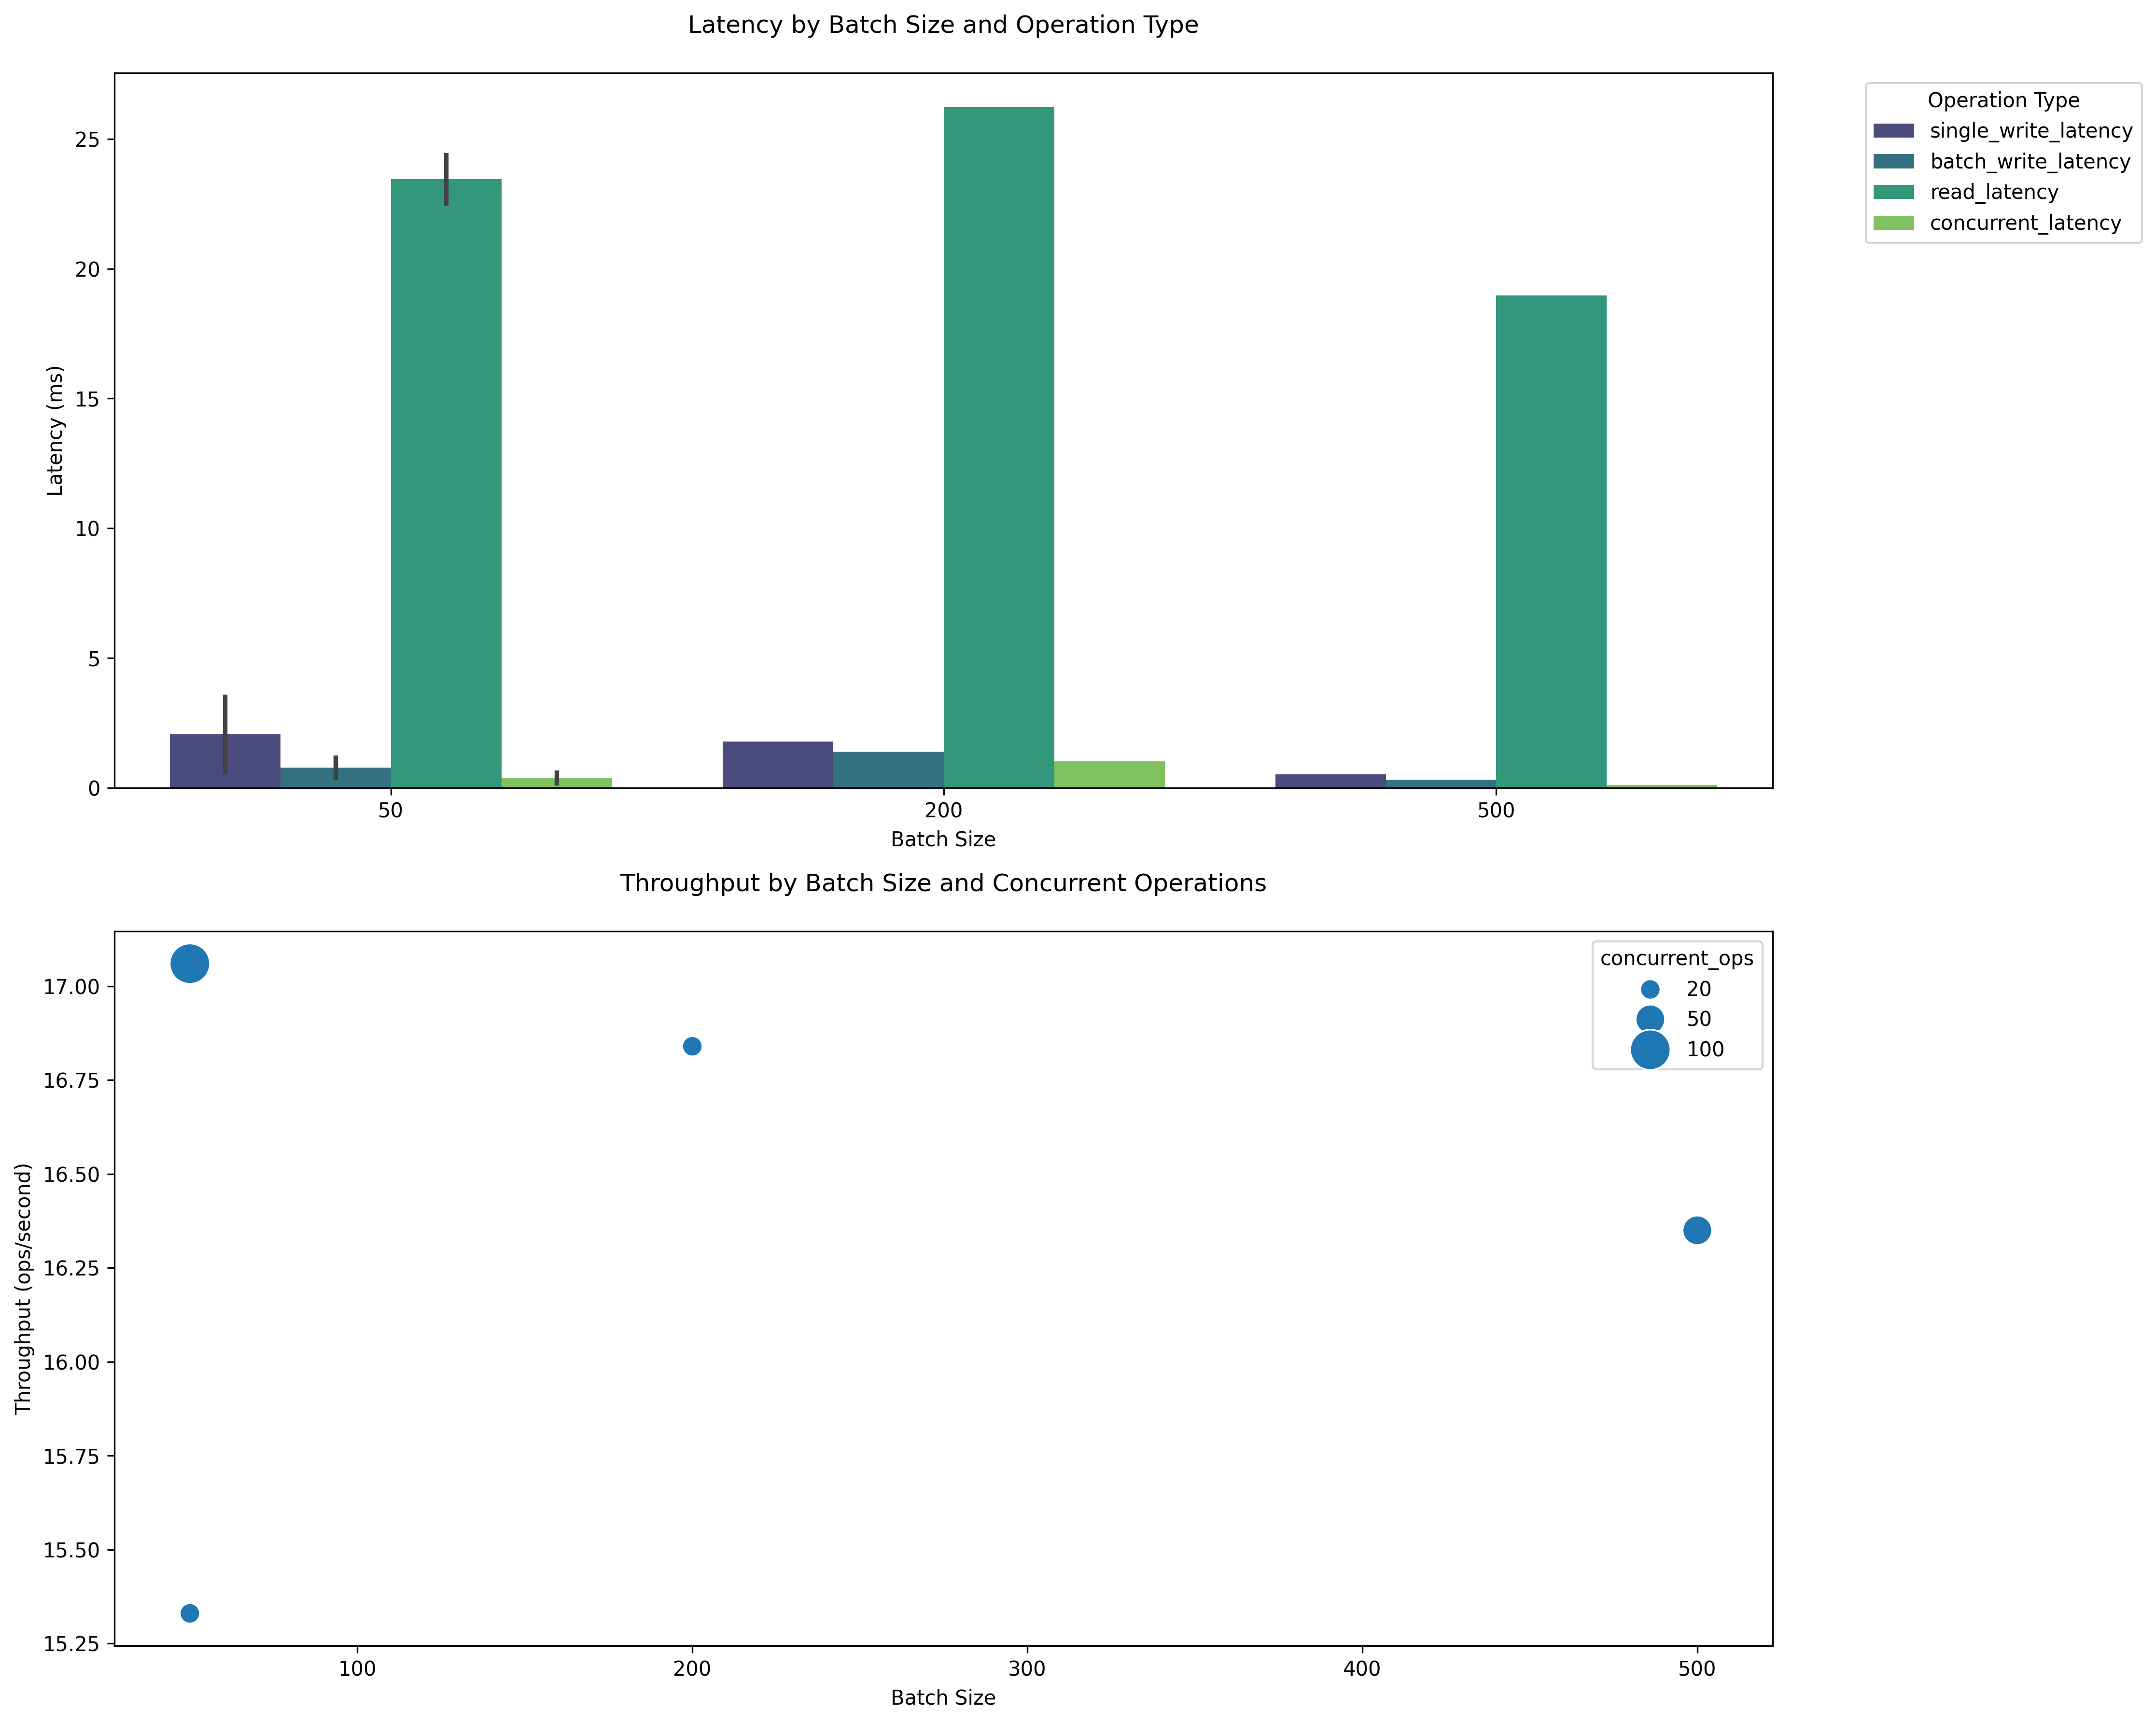 Latency by Batch Size and Operation Type
Latency (ms)
25
20
15
10
5
0
50
200
500
Batch Size
Operation Type
single_write_latency
batch_write_latency
read_latency
concurrent_latency
Throughput by Batch Size and Concurrent Operations
Throughput (ops/second)
17.00
16.75
16.50
16.25
16.00
15.75
15.50
15.25
100
200
300
400
500
Batch Size
concurrent_ops
20
50
100